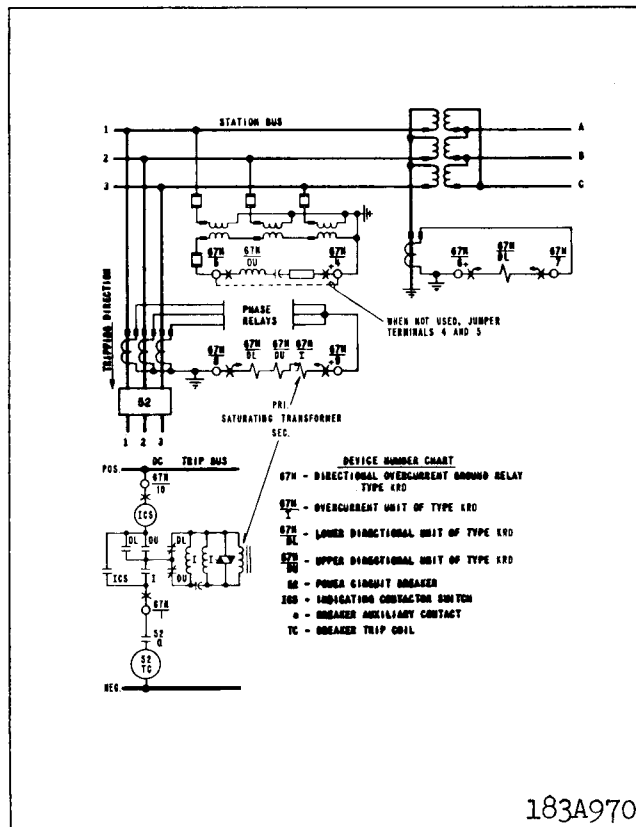 STATION BUS
1
A
2
B
3
C
67N
5
67N
DU
67N
+4
67N
6+
67N
DL
67N
7
TRIPPING DIRECTION
PHASE
RELAYS
WHEN NOT USED, JUMPER
TERMINALS 4 AND 5
67N
8
67N
DL
67N
DU
67N
I
67N
+9
52
1 2 3
PRI.
SATURATING TRANSFORMER
SEC.
DC TRIP BUS
POS.
67N
10
ICS
DL
DU
DL
I
I
ICS
I
DU
67N
1
52
a
52
TC
NEG.
DEVICE NUMBER CHART
67N - DIRECTIONAL OVERCURRENT GROUND RELAY
TYPE KRD
67N
I - OVERCURRENT UNIT OF TYPE KRD
67N
DL - LOWER DIRECTIONAL UNIT OF TYPE KRD
67N
DU - UPPER DIRECTIONAL UNIT OF TYPE KRD
52 - POWER CIRCUIT BREAKER
ICS - INDICATING CONTACTOR SWITCH
a - BREAKER AUXILIARY CONTACT
TC - BREAKER TRIP COIL
183A970